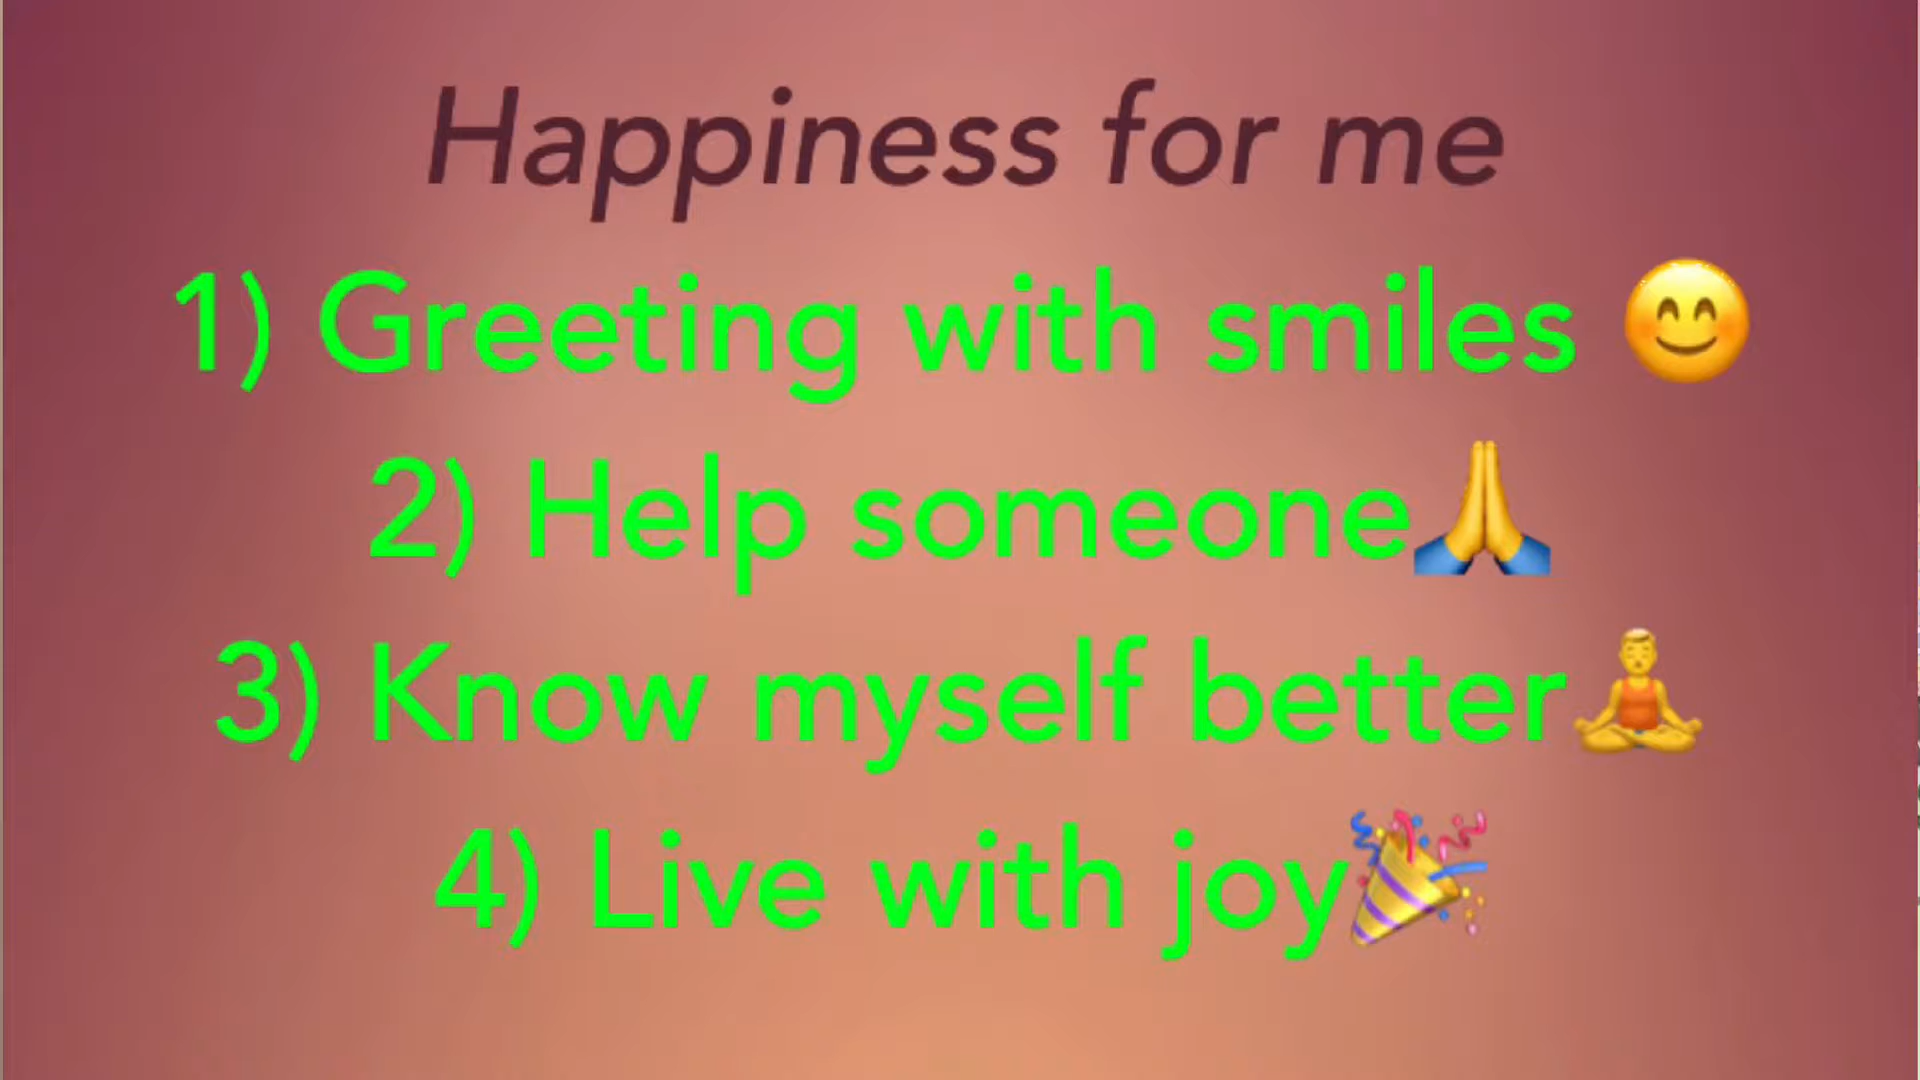 Happiness for me
1) Greeting with smiles 😊
2) Help someone🙏
3) Know myself better🧘‍♂️
4) Live with joy🎉